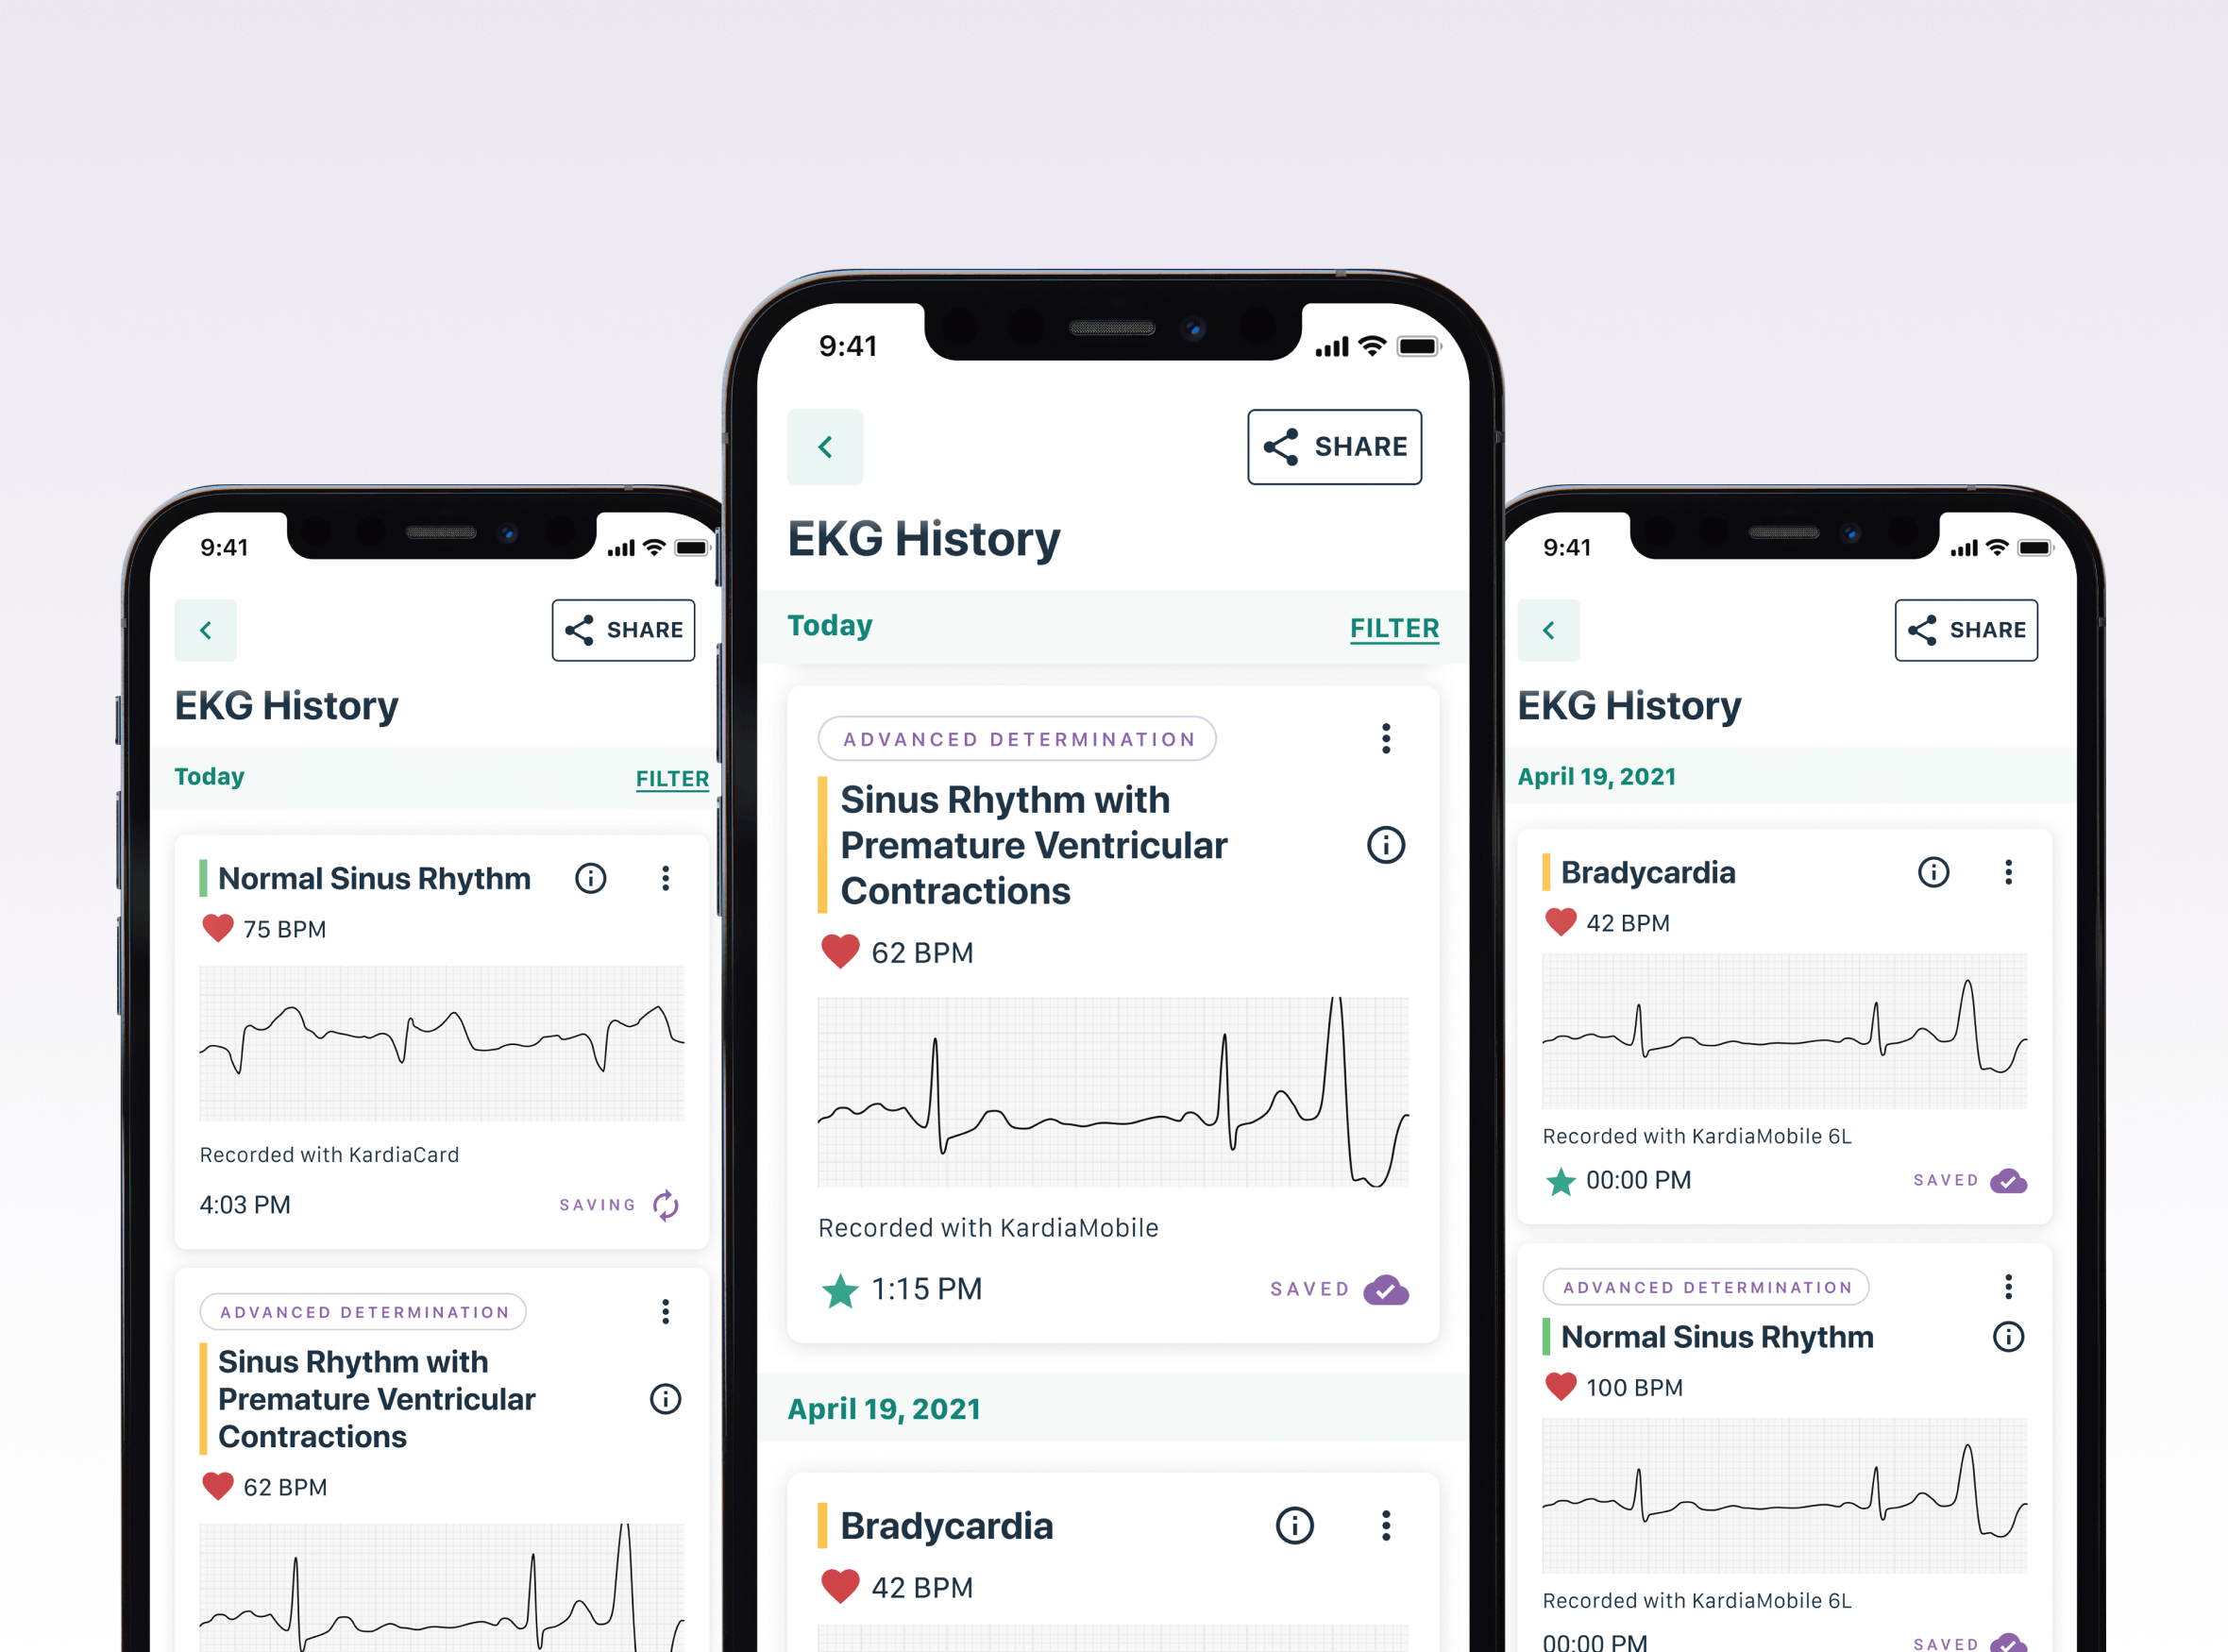 9:41
SHARE
EKG History
Today
FILTER
Normal Sinus Rhythm
75 BPM
Recorded with KardiaCard
4:03 PM
SAVING
ADVANCED DETERMINATION
Sinus Rhythm with
Premature Ventricular
Contractions
62 BPM
9:41
SHARE
EKG History
Today
FILTER
ADVANCED DETERMINATION
Sinus Rhythm with
Premature Ventricular
Contractions
62 BPM
Recorded with KardiaMobile
1:15 PM
SAVED
April 19, 2021
Bradycardia
42 BPM
9:41
SHARE
EKG History
April 19, 2021
Bradycardia
42 BPM
Recorded with KardiaMobile 6L
00:00 PM
SAVED
ADVANCED DETERMINATION
Normal Sinus Rhythm
100 BPM
Recorded with KardiaMobile 6L
00:00 PM
SAVED